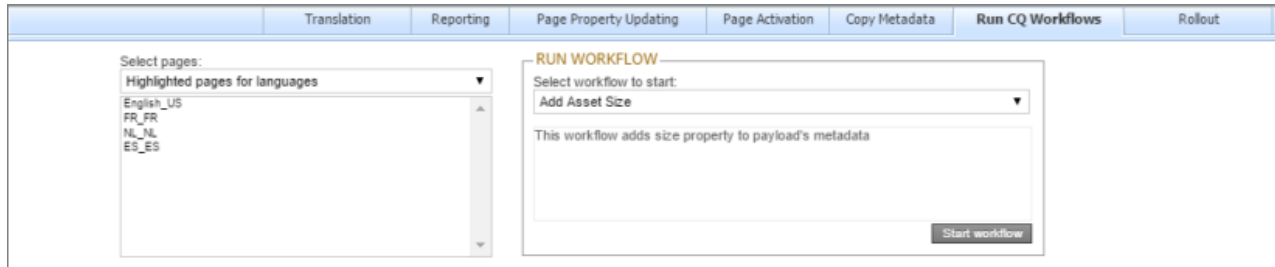 Translation Reporting Page Property Updating Page Activation Copy Metadata Run CQ Workflows Rollout
Select pages:
Highlighted pages for languages
English_US
FR_FR
NL_NL
ES_ES
RUN WORKFLOW
Select workflow to start:
Add Asset Size
This workflow adds size property to payload's metadata
Start workflow